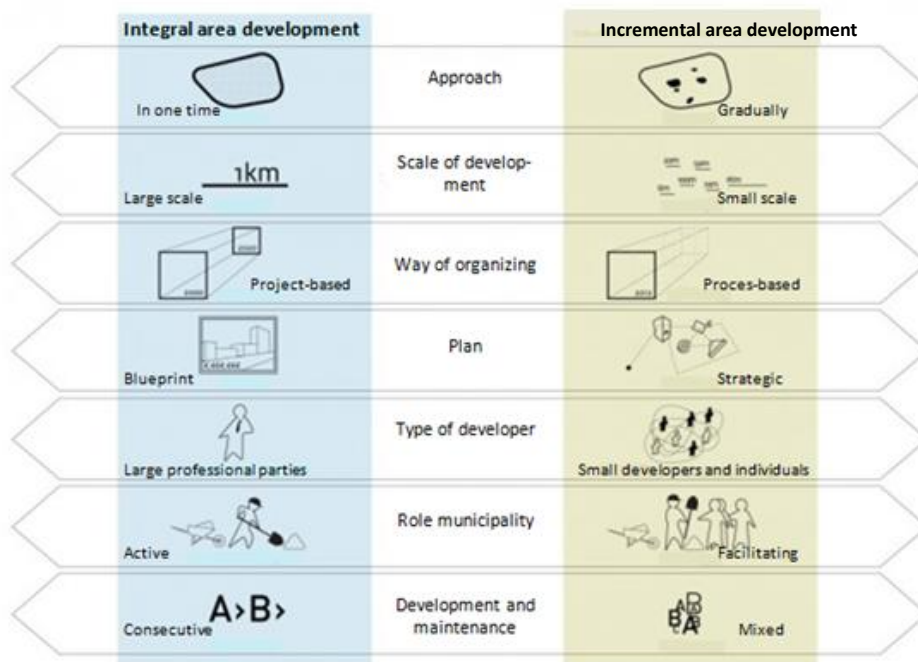 Integral area development
Incremental area development
In one time
Approach
Gradually
1km
Large scale
Scale of develop-
ment
Small scale
Project-based
Way of organizing
Proces-based
Blueprint
Plan
Strategic
Large professional parties
Type of developer
Small developers and individuals
Active
Role municipality
Facilitating
A›B›
Consecutive
Development and
maintenance
Mixed